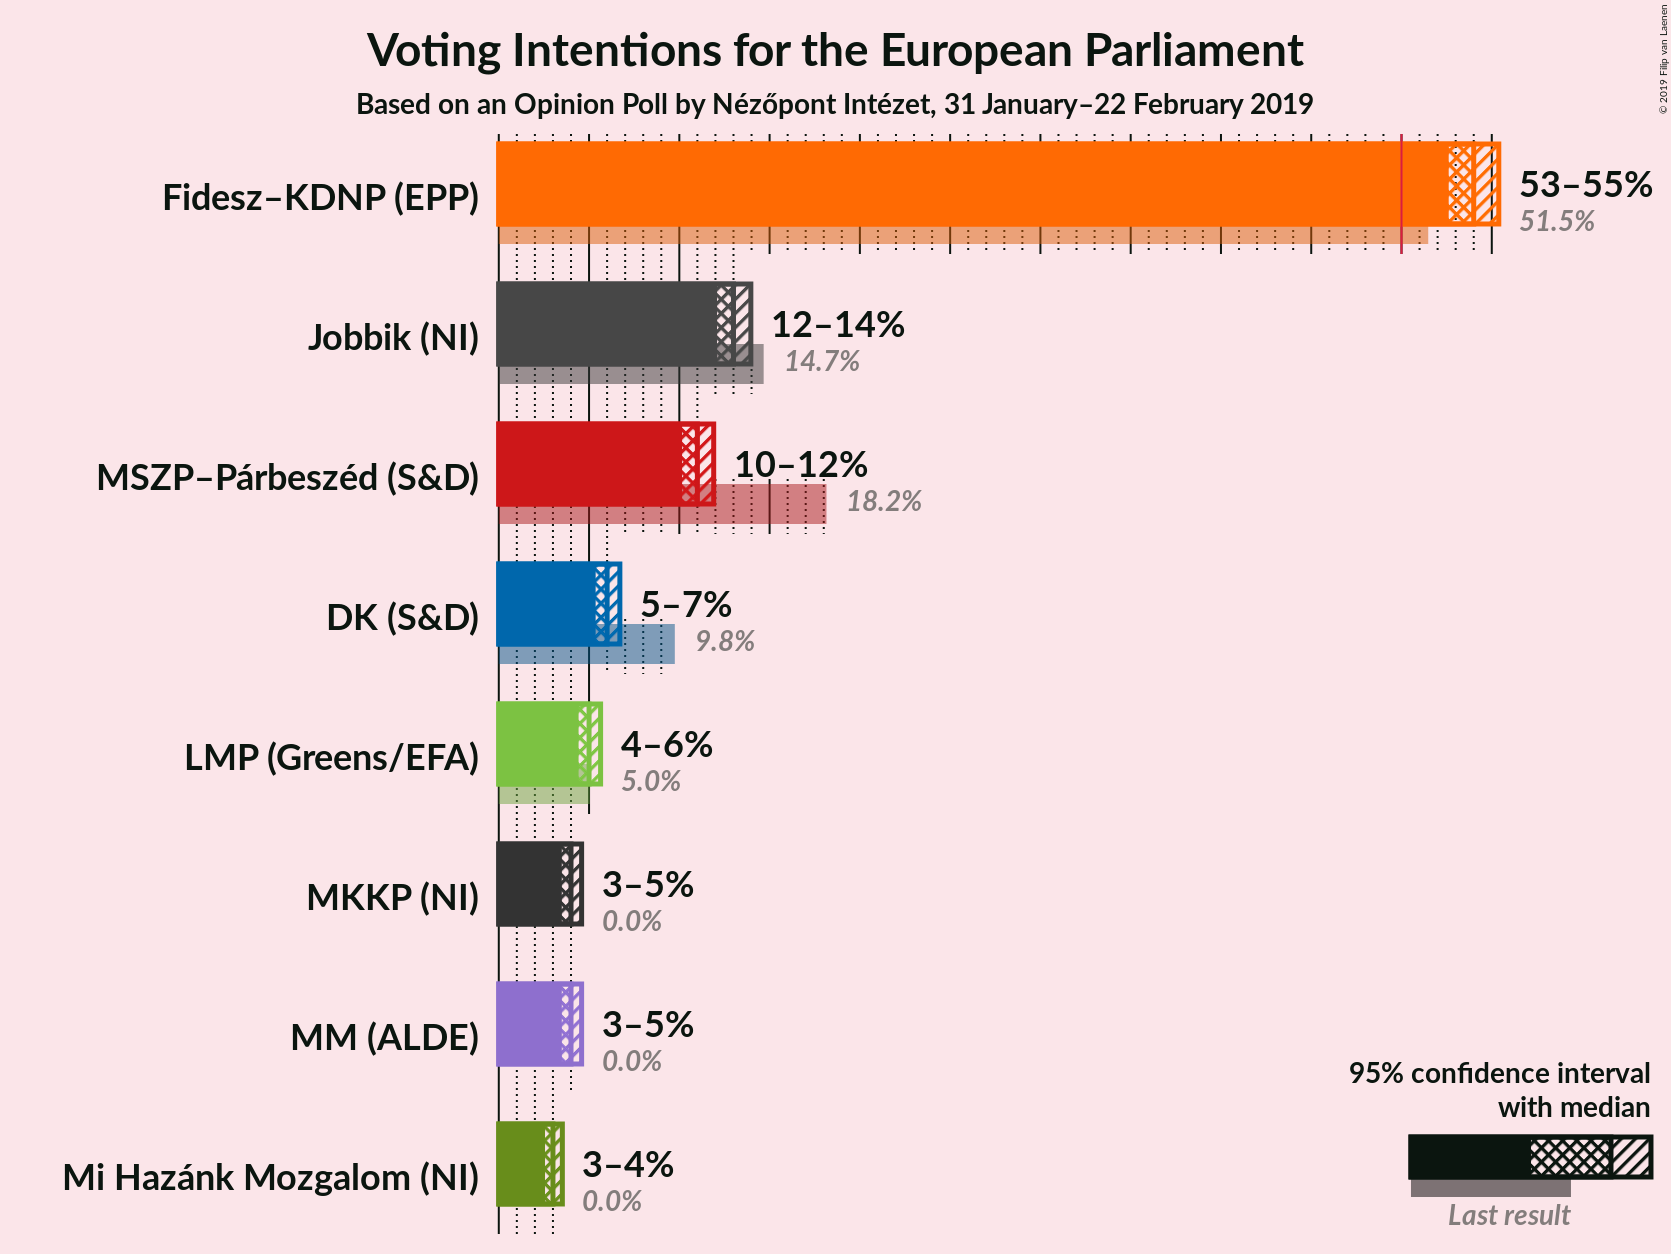 Voting Intentions for the European Parliament
Based on an Opinion Poll by Nézőpont Intézet, 31 January–22 February 2019
© 2019 Filip van Laenen
Fidesz–KDNP (EPP)
53–55%
51.5%
Jobbik (NI)
12–14%
14.7%
MSZP–Párbeszéd (S&D)
10–12%
18.2%
DK (S&D)
5–7%
9.8%
LMP (Greens/EFA)
4–6%
5.0%
MKKP (NI)
3–5%
0.0%
MM (ALDE)
3–5%
0.0%
Mi Hazánk Mozgalom (NI)
3–4%
0.0%
95% confidence interval
with median
Last result